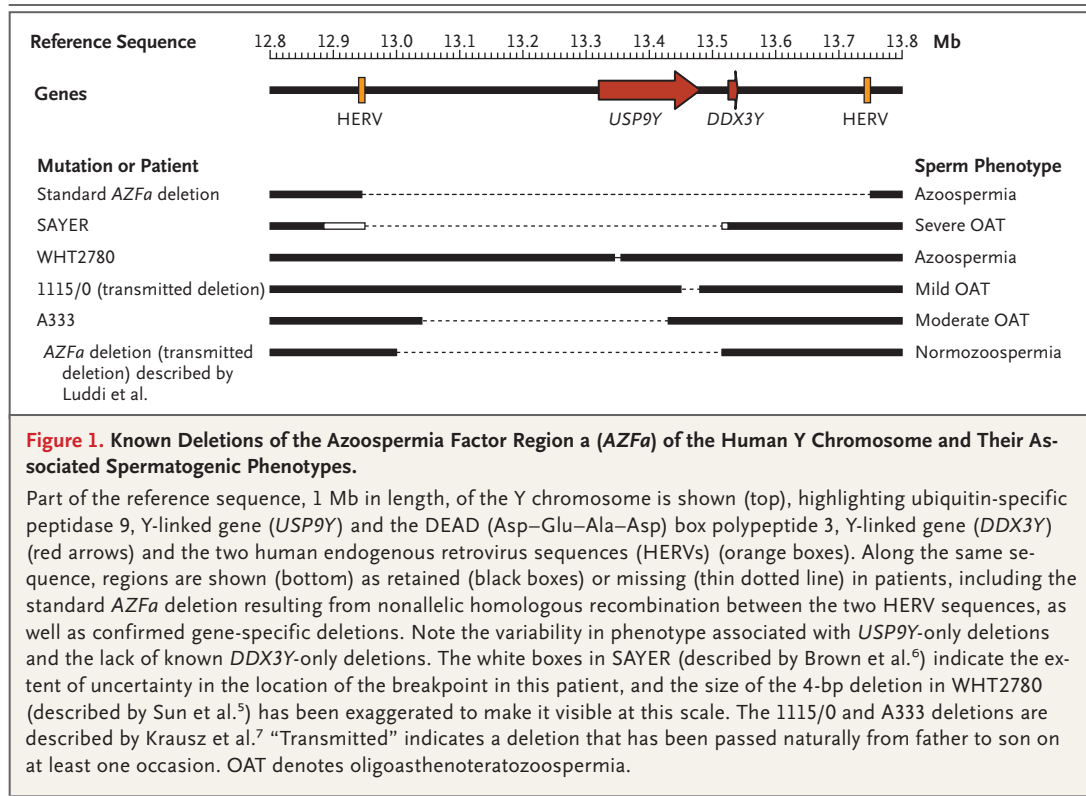 Reference Sequence 12.8 12.9 13.0 13.1 13.2 13.3 13.4 13.5 13.6 13.7 13.8 Mb
Genes
HERV USP9Y DDX3Y HERV
Mutation or Patient Sperm Phenotype
Standard AZFa deletion Azoospermia
SAYER Severe OAT
WHT2780 Azoospermia
1115/0 (transmitted deletion) Mild OAT
A333 Moderate OAT
AZFa deletion (transmitted Normozoospermia
deletion) described by
Luddi et al.
Figure 1. Known Deletions of the Azoospermia Factor Region a (AZFa) of the Human Y Chromosome and Their As-
sociated Spermatogenic Phenotypes.
Part of the reference sequence, 1 Mb in length, of the Y chromosome is shown (top), highlighting ubiquitin-specific
peptidase 9, Y-linked gene (USP9Y) and the DEAD (Asp–Glu–Ala–Asp) box polypeptide 3, Y-linked gene (DDX3Y)
(red arrows) and the two human endogenous retrovirus sequences (HERVs) (orange boxes). Along the same se-
quence, regions are shown (bottom) as retained (black boxes) or missing (thin dotted line) in patients, including the
standard AZFa deletion resulting from nonallelic homologous recombination between the two HERV sequences, as
well as confirmed gene-specific deletions. Note the variability in phenotype associated with USP9Y-only deletions
and the lack of known DDX3Y-only deletions. The white boxes in SAYER (described by Brown et al.⁶) indicate the ex-
tent of uncertainty in the location of the breakpoint in this patient, and the size of the 4-bp deletion in WHT2780
(described by Sun et al.⁵) has been exaggerated to make it visible at this scale. The 1115/0 and A333 deletions are
described by Krausz et al.⁷ “Transmitted” indicates a deletion that has been passed naturally from father to son on
at least one occasion. OAT denotes oligoasthenoteratozoospermia.